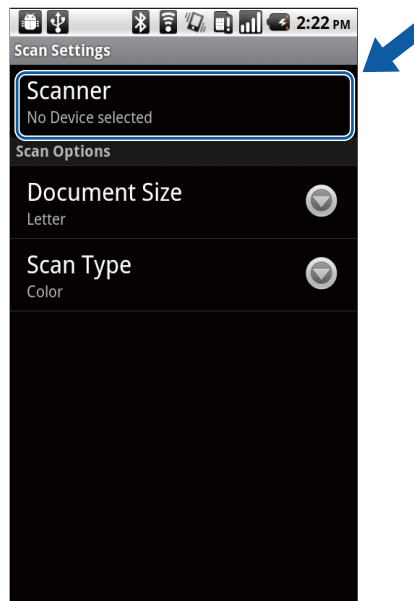 2:22 PM
Scan Settings
Scanner
No Device selected
Scan Options
Document Size
Letter
Scan Type
Color